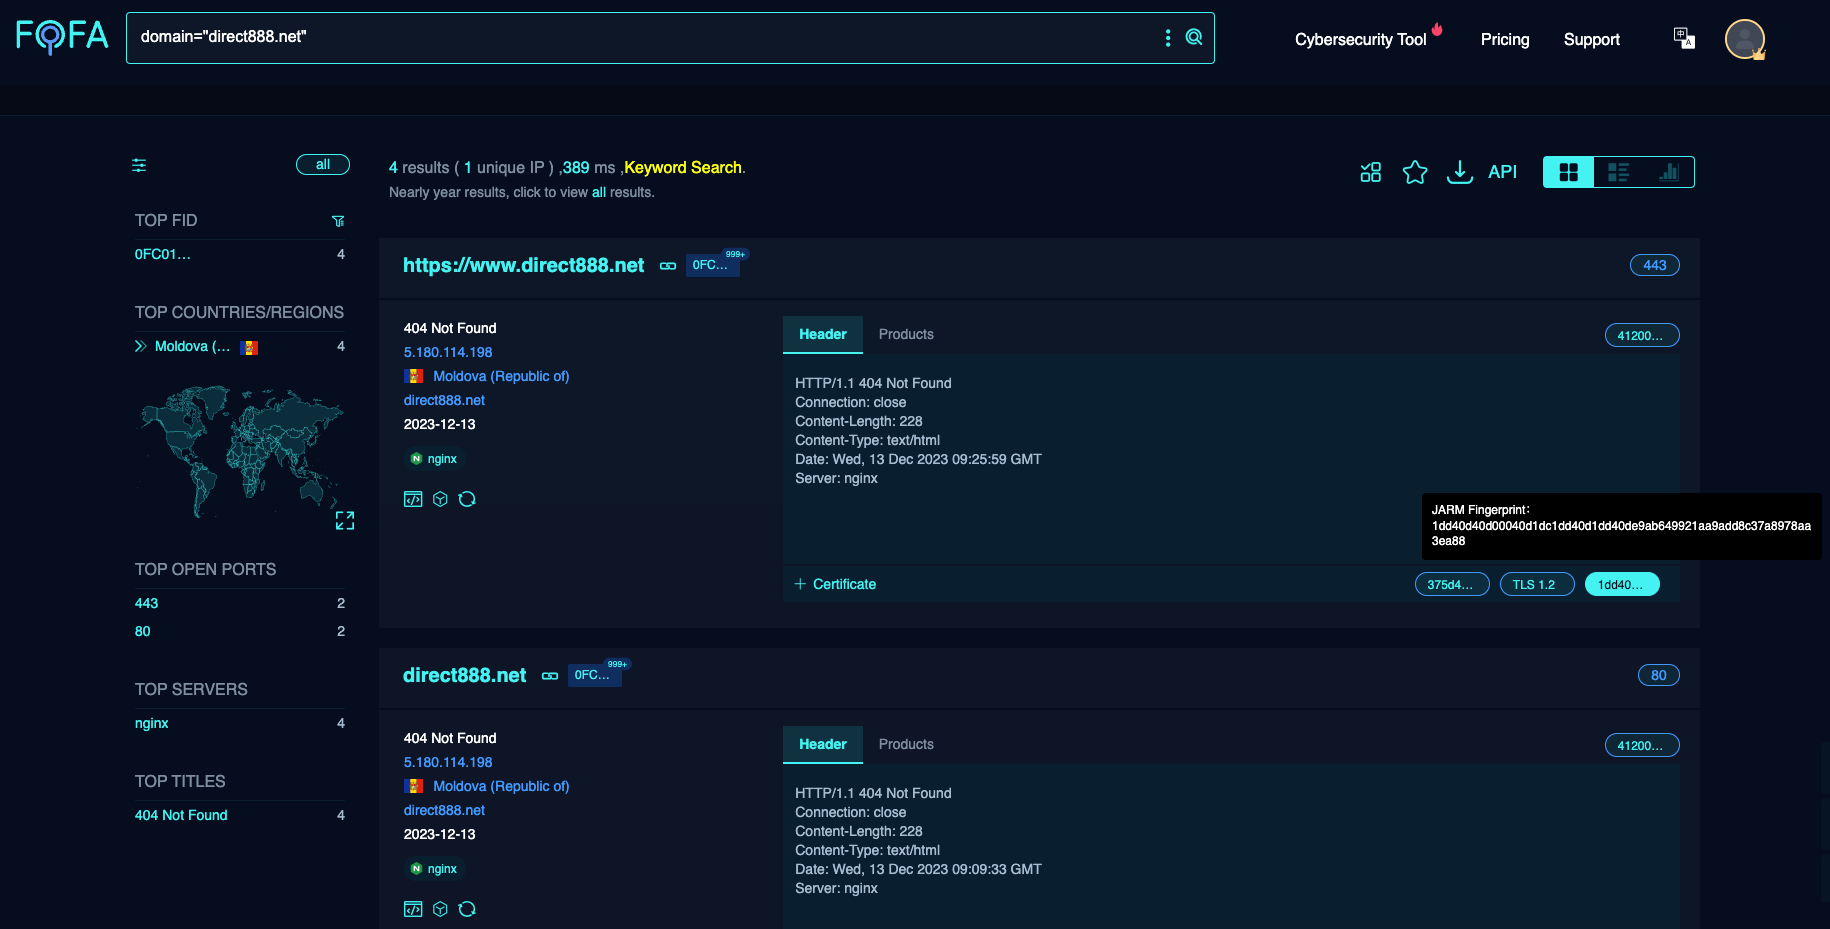 FOFA
domain="direct888.net"
Cybersecurity Tool
Pricing
Support
中 A
all
4 results ( 1 unique IP ) ,389 ms ,Keyword Search.
Nearly year results, click to view all results.
API
TOP FID
0FC01... 4
TOP COUNTRIES/REGIONS
Moldova (... 4
TOP OPEN PORTS
443 2
80 2
TOP SERVERS
nginx 4
TOP TITLES
404 Not Found 4
https://www.direct888.net 0FC... 999+ 443
404 Not Found
5.180.114.198
Moldova (Republic of)
direct888.net
2023-12-13
N nginx
Header Products 41200...
HTTP/1.1 404 Not Found
Connection: close
Content-Length: 228
Content-Type: text/html
Date: Wed, 13 Dec 2023 09:25:59 GMT
Server: nginx
JARM Fingerprint:
1dd40d40d00040d1dc1dd40d1dd40de9ab649921aa9add8c37a8978aa
3ea88
+ Certificate 375d4... TLS 1.2 1dd40...
direct888.net 0FC... 999+ 80
404 Not Found
5.180.114.198
Moldova (Republic of)
direct888.net
2023-12-13
N nginx
Header Products 41200...
HTTP/1.1 404 Not Found
Connection: close
Content-Length: 228
Content-Type: text/html
Date: Wed, 13 Dec 2023 09:09:33 GMT
Server: nginx